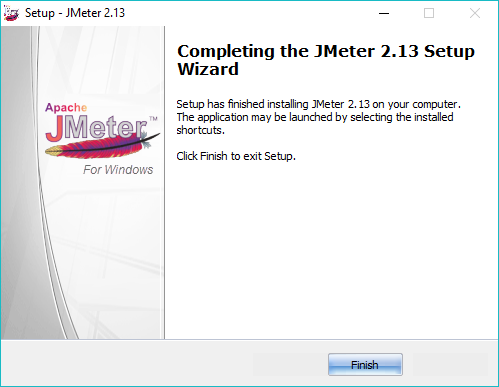 Setup - JMeter 2.13
Completing the JMeter 2.13 Setup
Wizard
Apache
JMeter™
For Windows
Setup has finished installing JMeter 2.13 on your computer.
The application may be launched by selecting the installed
shortcuts.
Click Finish to exit Setup.
Finish